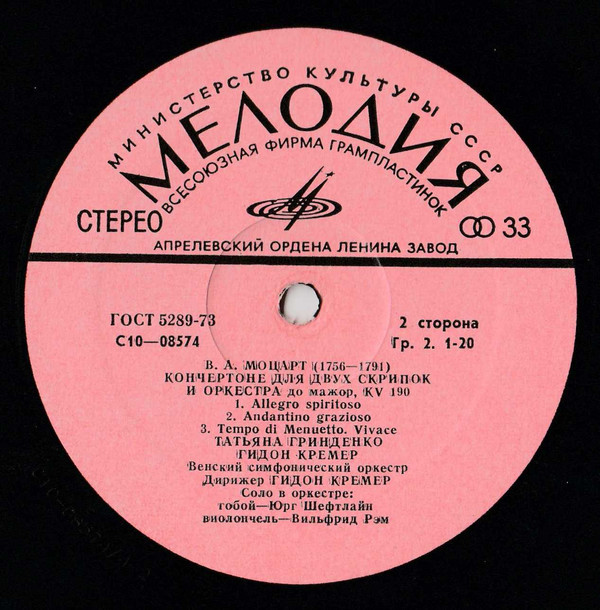 МИНИСТЕРСТВО КУЛЬТУРЫ СССР
МЕЛОДИЯ
ВСЕСОЮЗНАЯ ФИРМА ГРАМПЛАСТИНОК
СТЕРЕО
33
АПРЕЛЕВСКИЙ ОРДЕНА ЛЕНИНА ЗАВОД
ГОСТ 5289-73
2 сторона
С10—08574
Гр. 2. 1-20
В. А. МОЦАРТ (1756—1791)
КОНЧЕРТОНЕ ДЛЯ ДВУХ СКРИПОК
И ОРКЕСТРА до мажор, KV 190
1. Allegro spiritoso
2. Andantino grazioso
3. Tempo di Menuetto. Vivace
ТАТЬЯНА ГРИНДЕНКО
ГИДОН КРЕМЕР
Венский симфонический оркестр
Дирижер ГИДОН КРЕМЕР
Соло в оркестре:
гобой—Юрг Шефтлайн
виолончель—Вильфрид Рэм